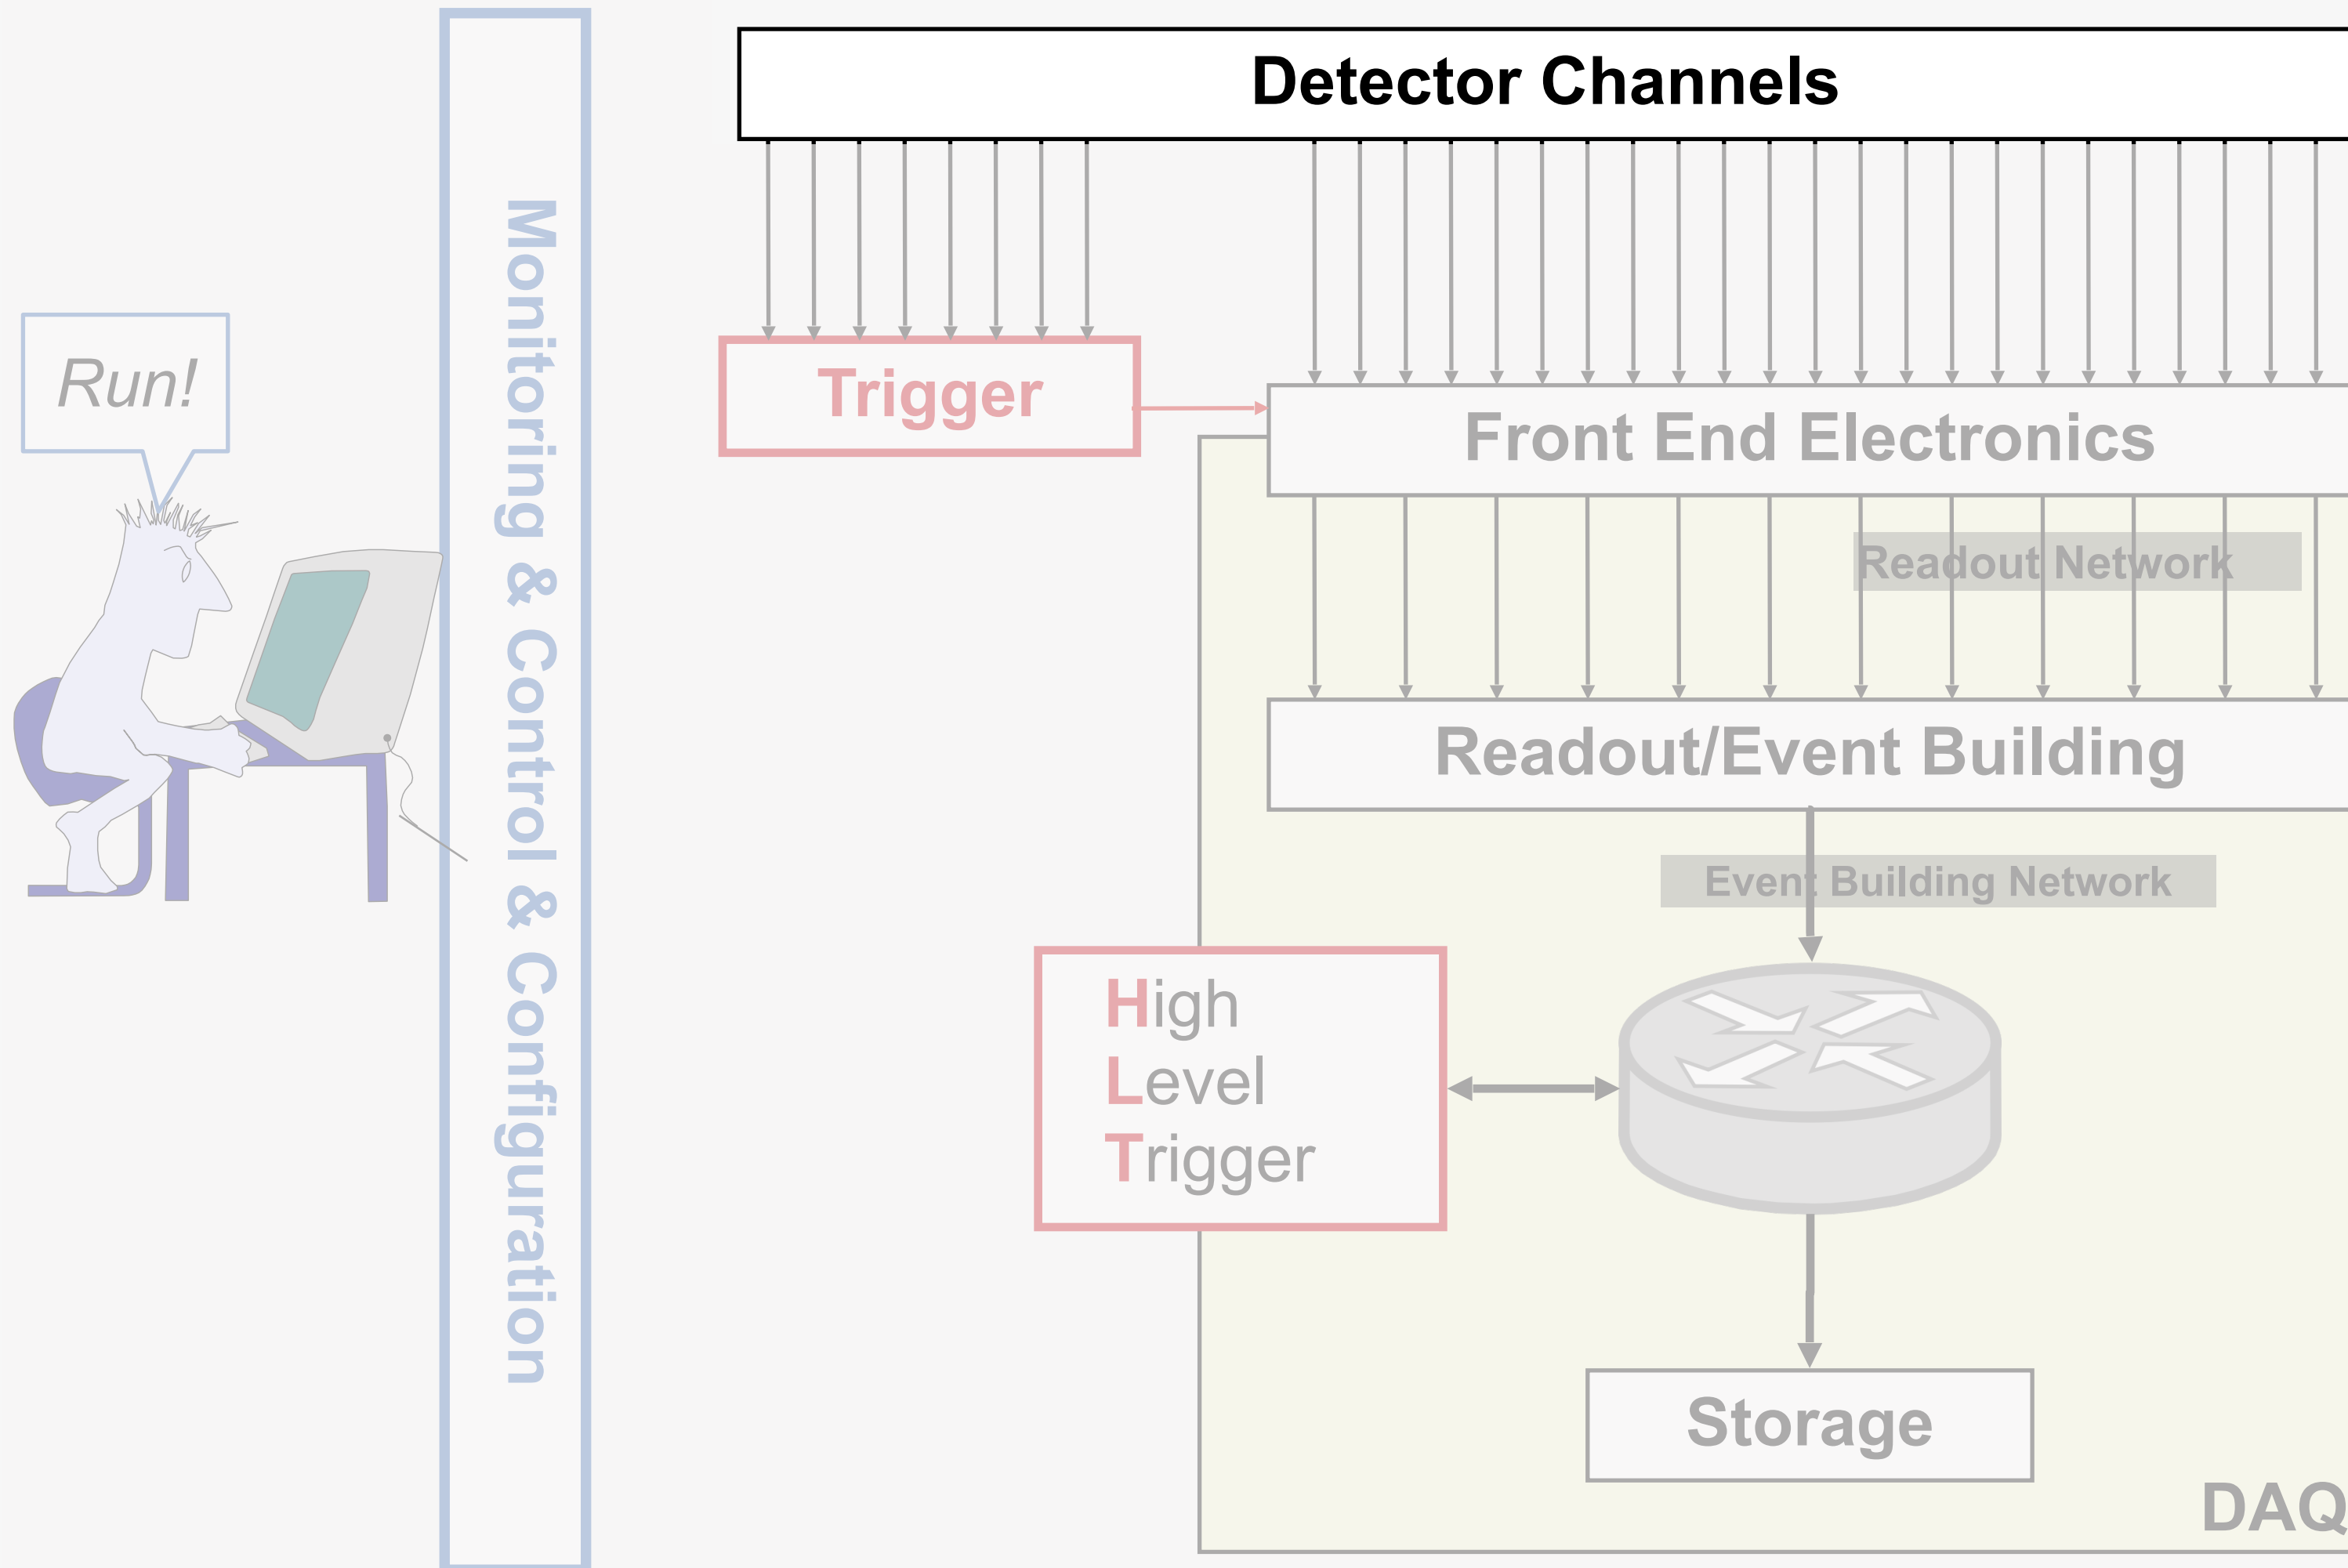 Detector Channels
Run!
Monitoring & Control & Configuration
Trigger
Front End Electronics
Readout Network
Readout/Event Building
Event Building Network
High
Level
Trigger
Storage
DAQ